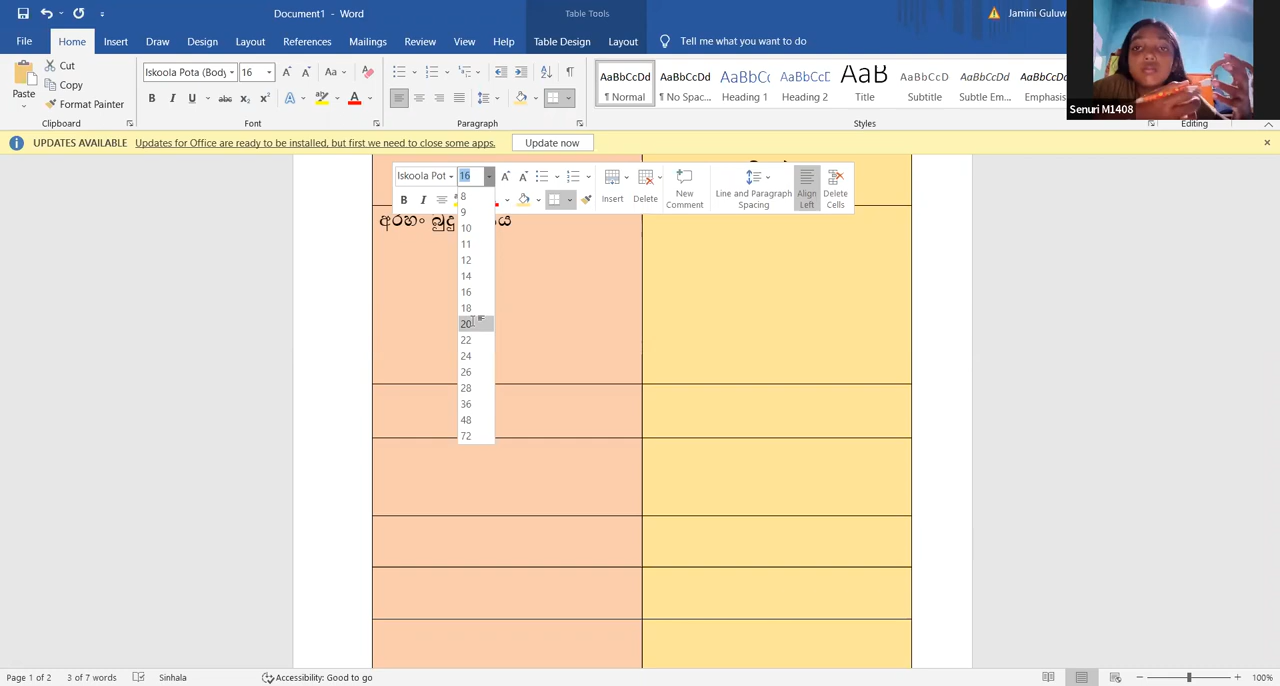 Document1 - Word
Table Tools
Jamini Guluw
File
Home
Insert
Draw
Design
Layout
References
Mailings
Review
View
Help
Table Design
Layout
Tell me what you want to do
Paste
Cut
Copy
Format Painter
Clipboard
Iskoola Pota (Body
16
Font
Paragraph
AaBbCcDd
¶ Normal
AaBbCcDd
¶ No Spac...
AaBbCc
Heading 1
AaBbCcE
Heading 2
AaB
Title
AaBbCcD
Subtitle
AaBbCcDd
Subtle Em...
AaBbCcDd
Emphasis
Styles
Editing
Senuri M1408
UPDATES AVAILABLE
Updates for Office are ready to be installed, but first we need to close some apps.
Update now
Iskoola Pot
16
Insert
Delete
New Comment
Line and Paragraph Spacing
Align Left
Delete Cells
8
9
10
11
12
14
16
18
20
22
24
26
28
36
48
72
අරහං බුදු
Page 1 of 2
3 of 7 words
Sinhala
Accessibility: Good to go
100%